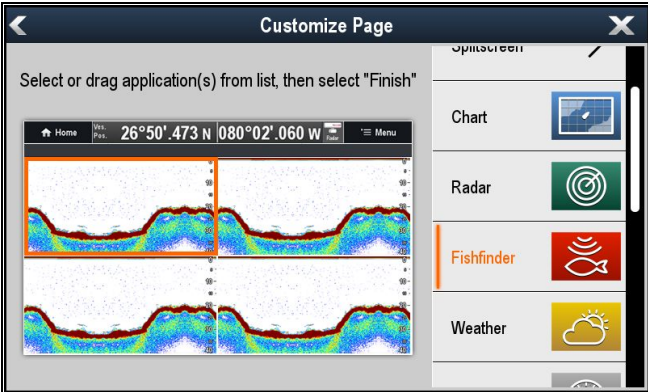 Customize Page
Select or drag application(s) from list, then select "Finish"
Home Ves. Pos. 26°50'.473 N 080°02'.060 W Menu
Splitscreen
Chart
Radar
Fishfinder
Weather